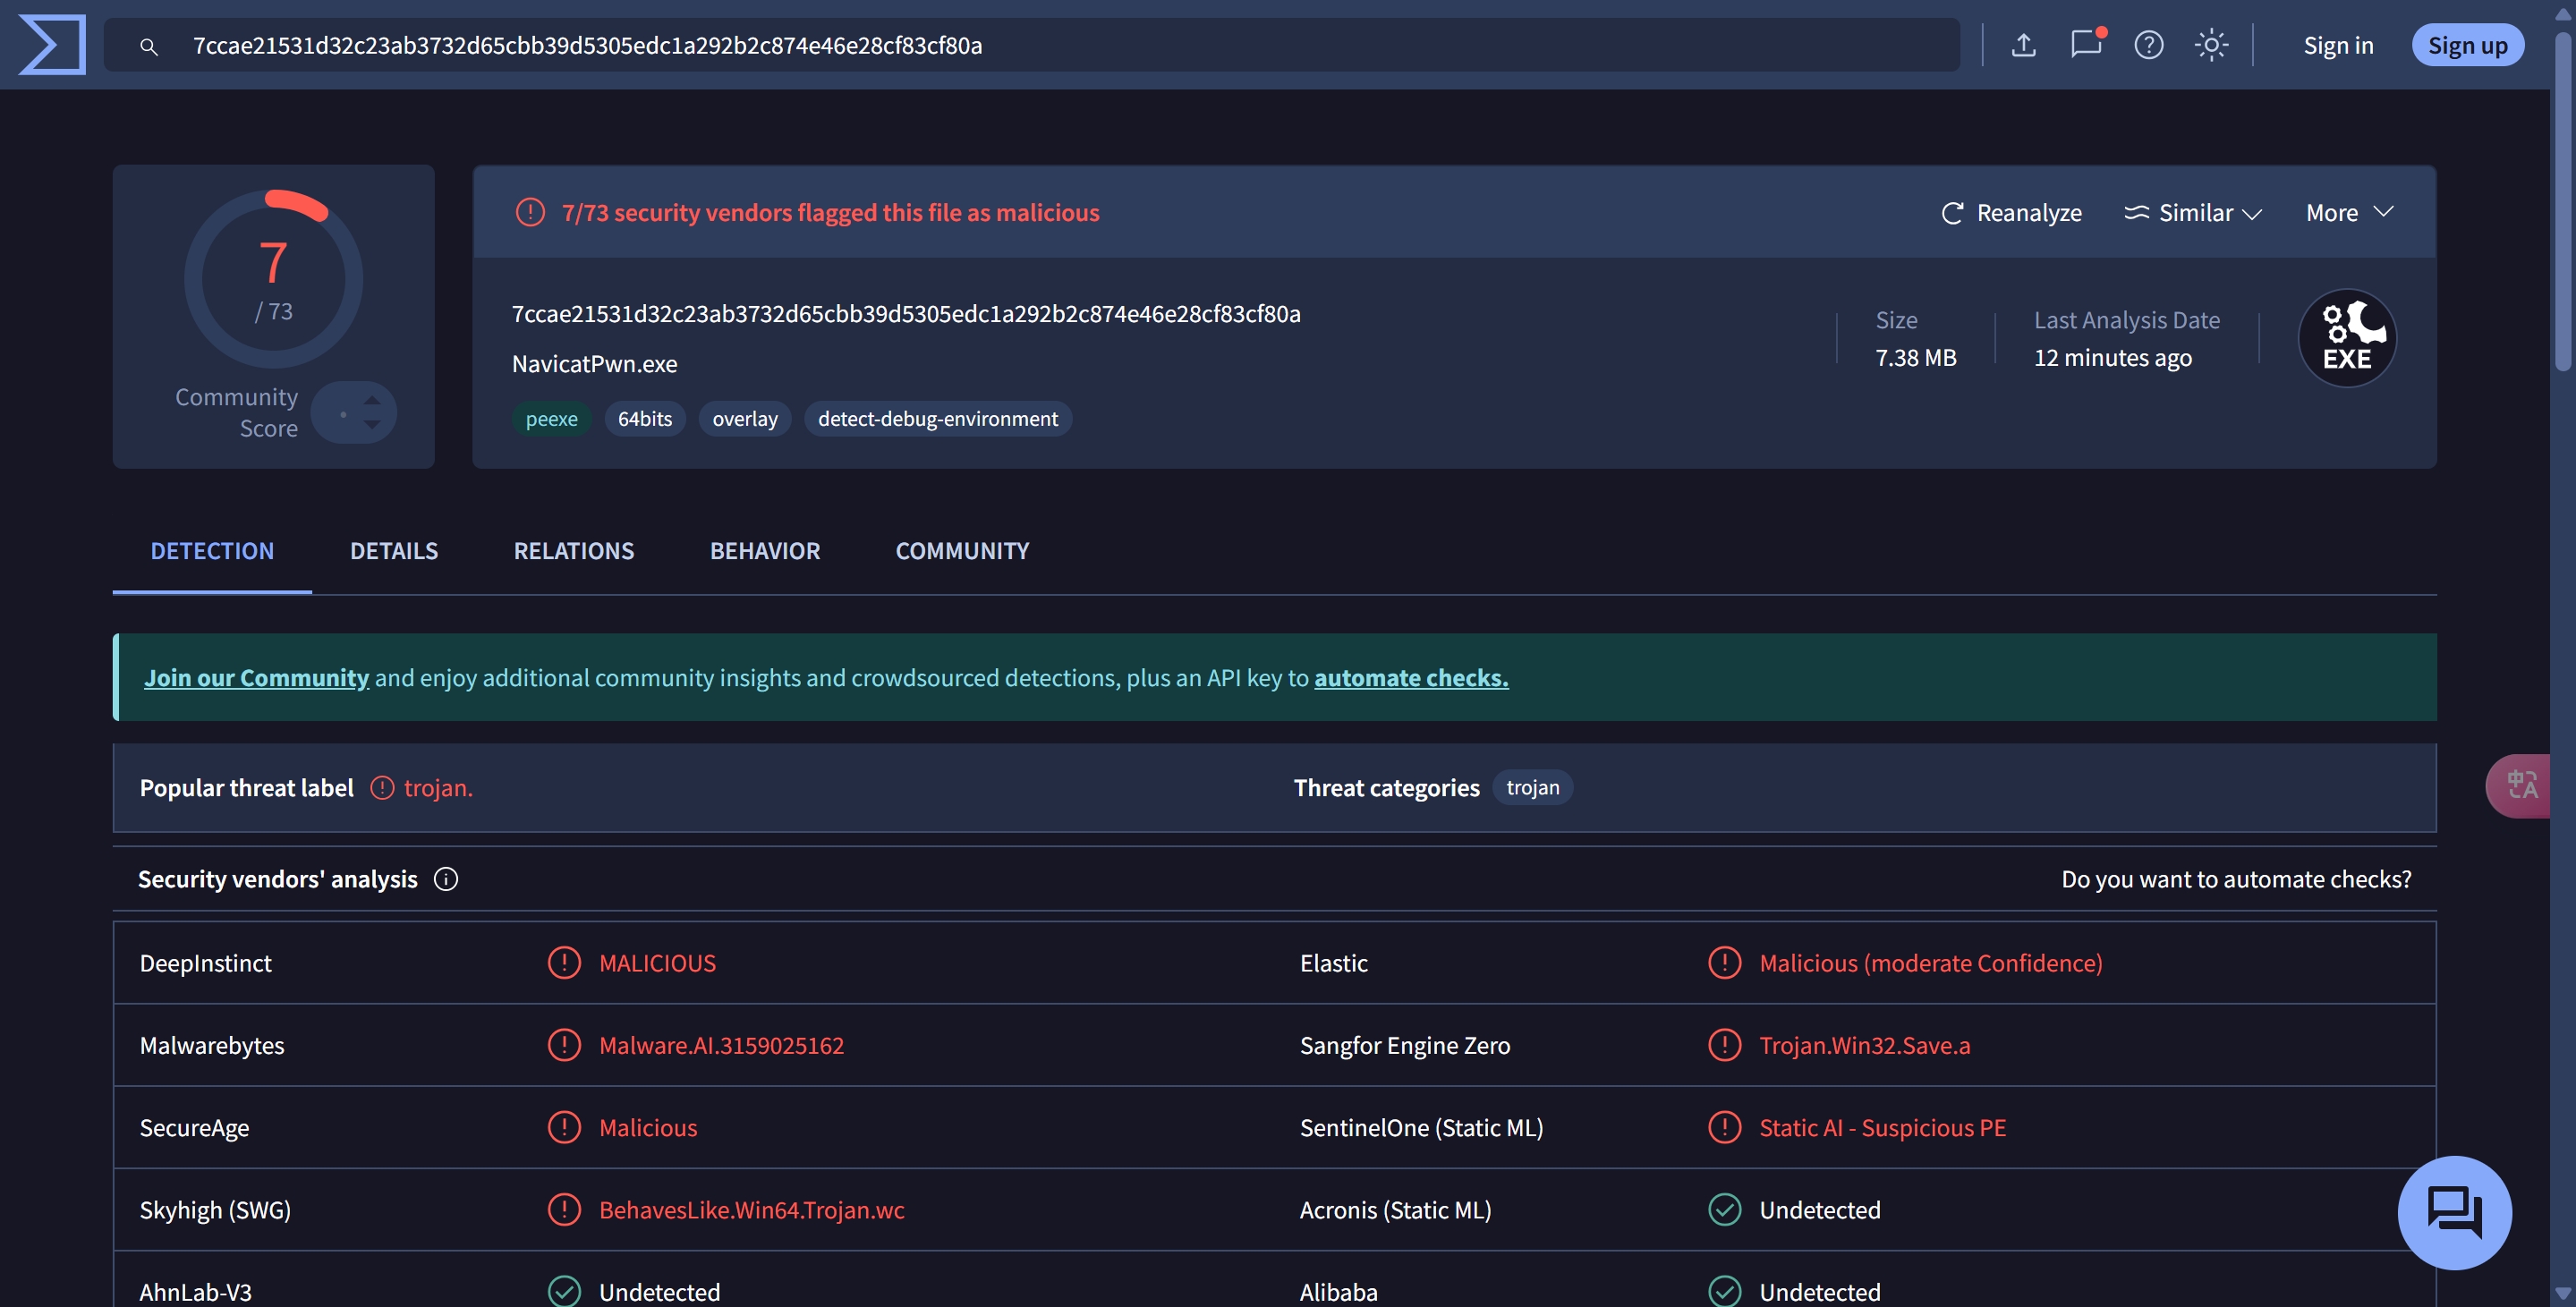 7ccae21531d32c23ab3732d65cbb39d5305edc1a292b2c874e46e28cf83cf80a
Sign in
Sign up
7
/ 73
Community
Score
7/73 security vendors flagged this file as malicious
Reanalyze
Similar
More
7ccae21531d32c23ab3732d65cbb39d5305edc1a292b2c874e46e28cf83cf80a
NavicatPwn.exe
peexe
64bits
overlay
detect-debug-environment
Size
7.38 MB
Last Analysis Date
12 minutes ago
EXE
DETECTION
DETAILS
RELATIONS
BEHAVIOR
COMMUNITY
Join our Community and enjoy additional community insights and crowdsourced detections, plus an API key to automate checks.
Popular threat label
trojan.
Threat categories
trojan
Security vendors' analysis
Do you want to automate checks?
DeepInstinct
MALICIOUS
Elastic
Malicious (moderate Confidence)
Malwarebytes
Malware.AI.3159025162
Sangfor Engine Zero
Trojan.Win32.Save.a
SecureAge
Malicious
SentinelOne (Static ML)
Static AI - Suspicious PE
Skyhigh (SWG)
BehavesLike.Win64.Trojan.wc
Acronis (Static ML)
Undetected
AhnLab-V3
Undetected
Alibaba
Undetected
中A